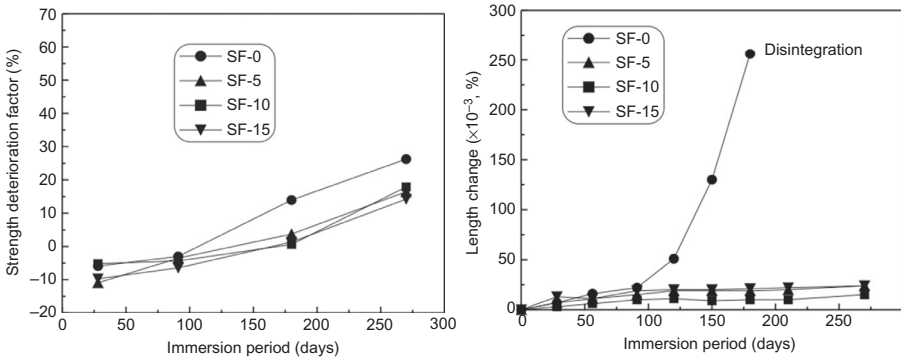 Strength deterioration factor (%)
70
60
50
40
30
20
10
0
–10
–20
0
50
100
150
200
250
300
Immersion period (days)
SF-0
SF-5
SF-10
SF-15
Length change (×10⁻³, %)
300
250
200
150
100
50
0
0
50
100
150
200
250
Immersion period (days)
SF-0
SF-5
SF-10
SF-15
Disintegration